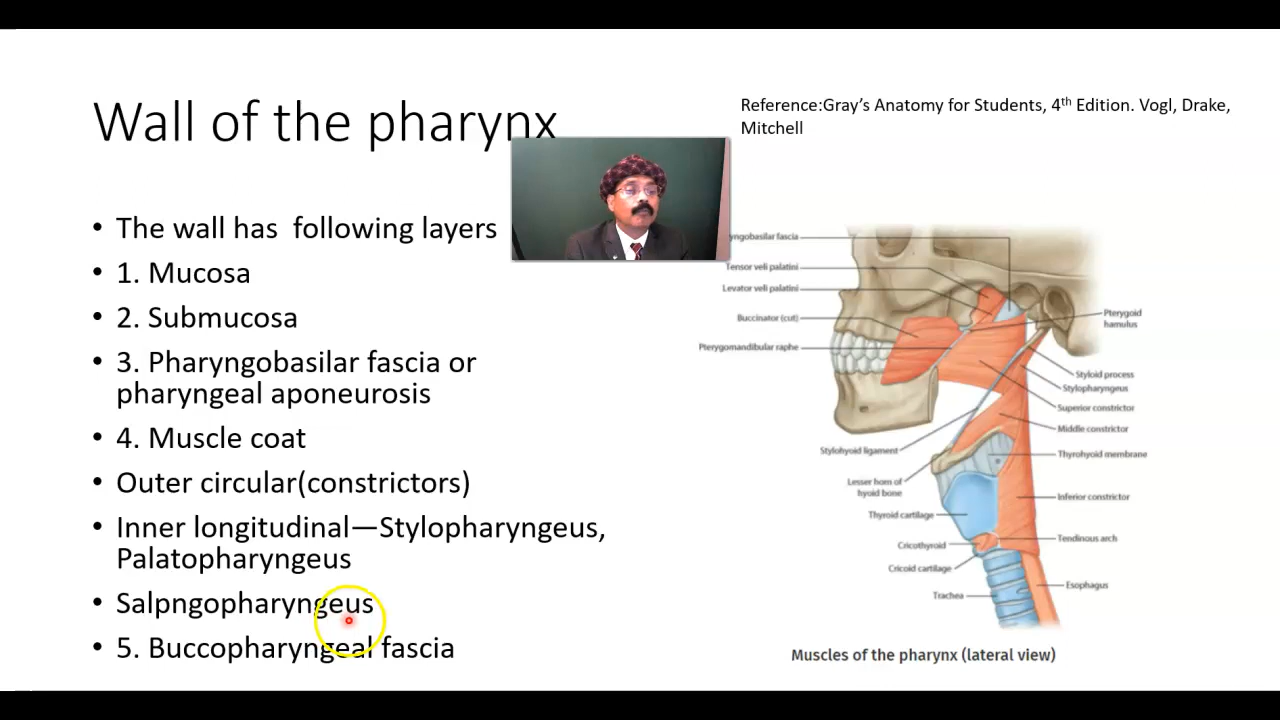 Wall of the pharynx
Reference:Gray's Anatomy for Students, 4th Edition. Vogl, Drake,
Mitchell
• The wall has following layers
• 1. Mucosa
• 2. Submucosa
• 3. Pharyngobasilar fascia or
pharyngeal aponeurosis
• 4. Muscle coat
• Outer circular(constrictors)
• Inner longitudinal—Stylopharyngeus,
Palatopharyngeus
• Salpngopharyngeus
• 5. Buccopharyngeal fascia
yngobasilar fascia
Tensor veli palatini
Levator veli palatini
Buccinator (cut)
Pterygomandibular raphe
Stylohyoid ligament
Lesser horn of
hyoid bone
Thyroid cartilage
Cricothyroid
Cricoid cartilage
Trachea
Pterygoid
hamulus
Styloid process
Stylopharyngeus
Superior constrictor
Middle constrictor
Thyrohyoid membrane
Inferior constrictor
Tendinous arch
Esophagus
Muscles of the pharynx (lateral view)